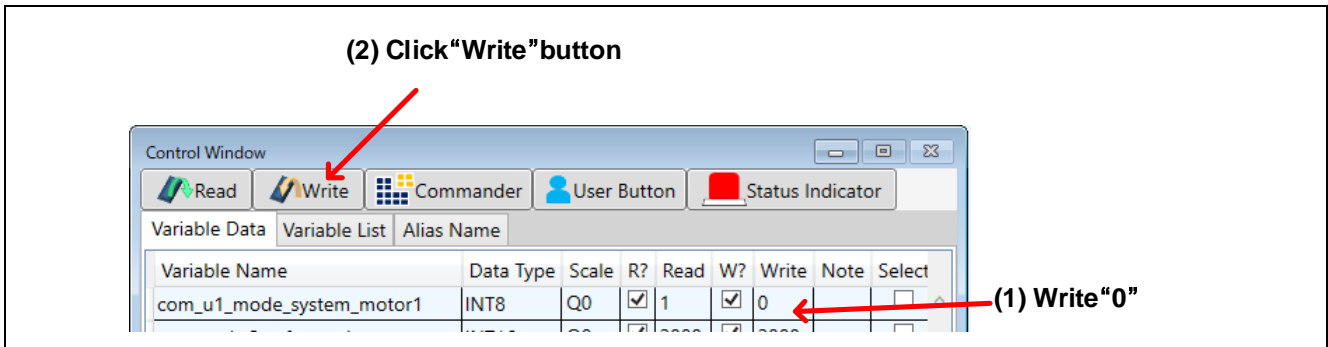 (2) Click“Write”button
Control Window
Read Write Commander User Button Status Indicator
Variable Data Variable List Alias Name
Variable Name Data Type Scale R? Read W? Write Note Select
com_u1_mode_system_motor1 INT8 Q0 1 0
(1) Write“0”